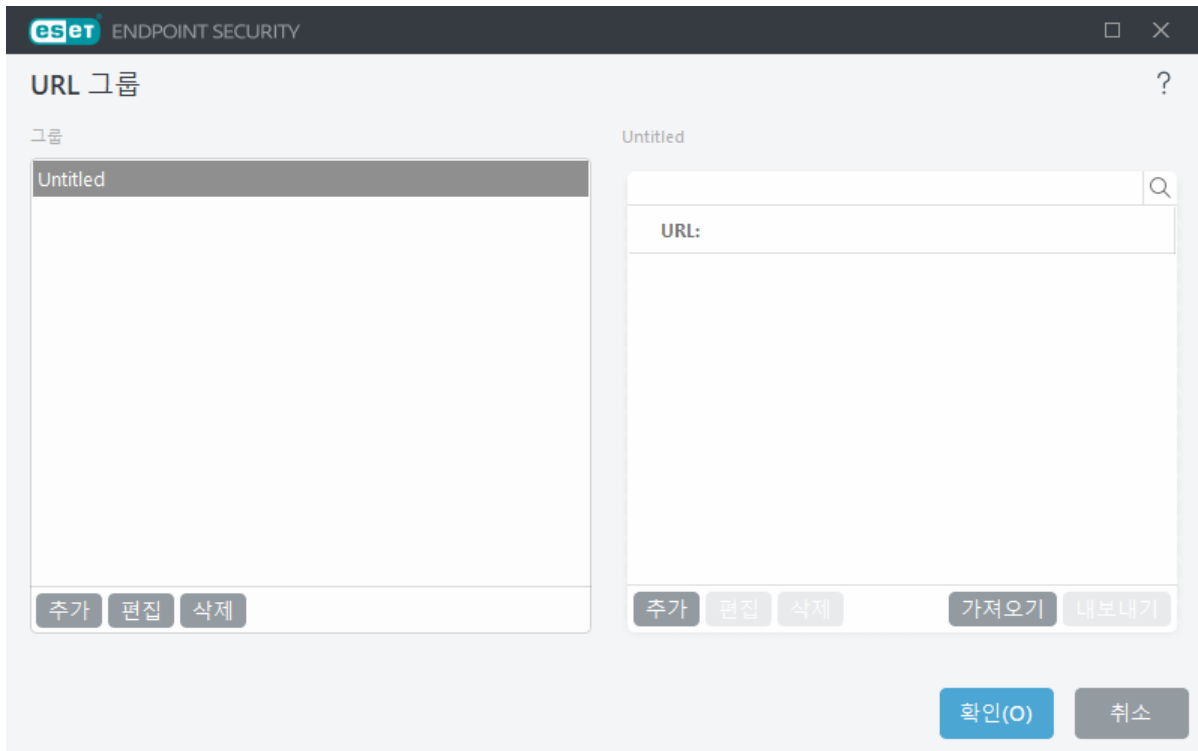 eset ENDPOINT SECURITY
URL 그룹
?
그룹
Untitled
Untitled
URL:
추가 편집 삭제
추가 편집 삭제 가져오기 내보내기
확인(O) 취소